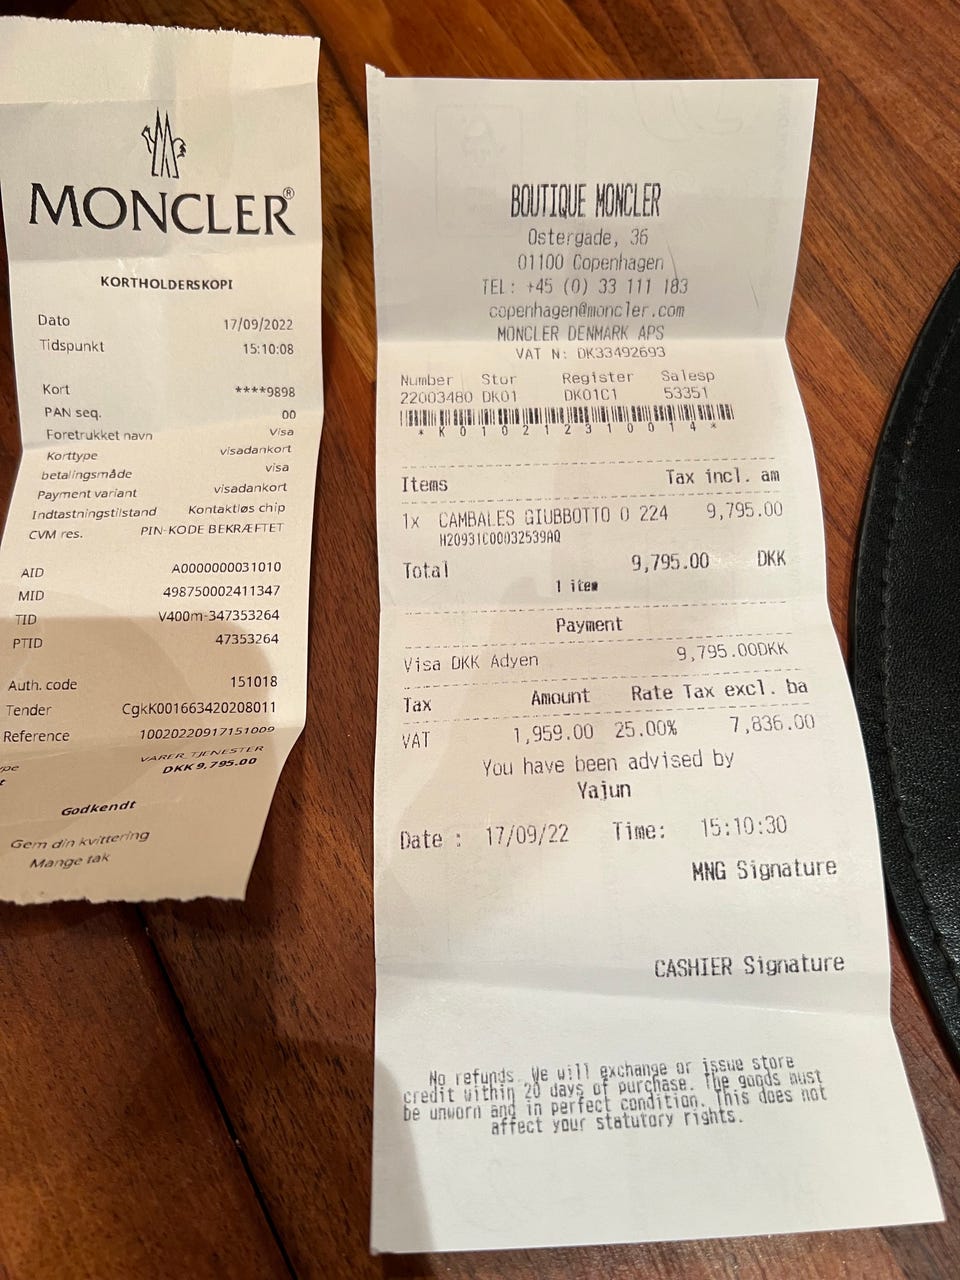 MONCLER®
KORTHOLDERSKOPI
Dato 17/09/2022
Tidspunkt 15:10:08
Kort ****9898
PAN seq. 00
Foretrukket navn Visa
Korttype visadankort
betalingsmåde visa
Payment variant visadankort
Indtastningstilstand Kontaktløs chip
CVM res. PIN-KODE BEKRÆFTET
AID A0000000031010
MID 498750002411347
TID V400m-347353264
PTID 47353264
Auth. code 151018
Tender CgkK001663420208011
Reference 10020220917151009
VARER_TJENESTER
DKK 9,795.00
Godkendt
Gem din kvittering
Mange tak
BOUTIQUE MONCLER
Ostergade, 36
01100 Copenhagen
TEL: +45 (0) 33 111 183
copenhagen@moncler.com
MONCLER DENMARK APS
VAT N: DK33492693
Number Stor Register Salesp
22003480 DK01 DK01C1 53351
* K 0 1 0 2 1 2 3 1 0 0 1 4 *
Items Tax incl. am
1x CAMBALES GIUBBOTTO 0 224 9,795.00
H20931C00032539AQ
Total 9,795.00 DKK
1 item
Payment
Visa DKK Adyen 9,795.00DKK
Tax Amount Rate Tax excl. ba
VAT 1,959.00 25.00% 7,836.00
You have been advised by
Yajun
Date : 17/09/22 Time: 15:10:30
MNG Signature
CASHIER Signature
No refunds. We will exchange or issue store
credit within 20 days of purchase. The goods must
be unworn and in perfect condition. This does not
affect your statutory rights.